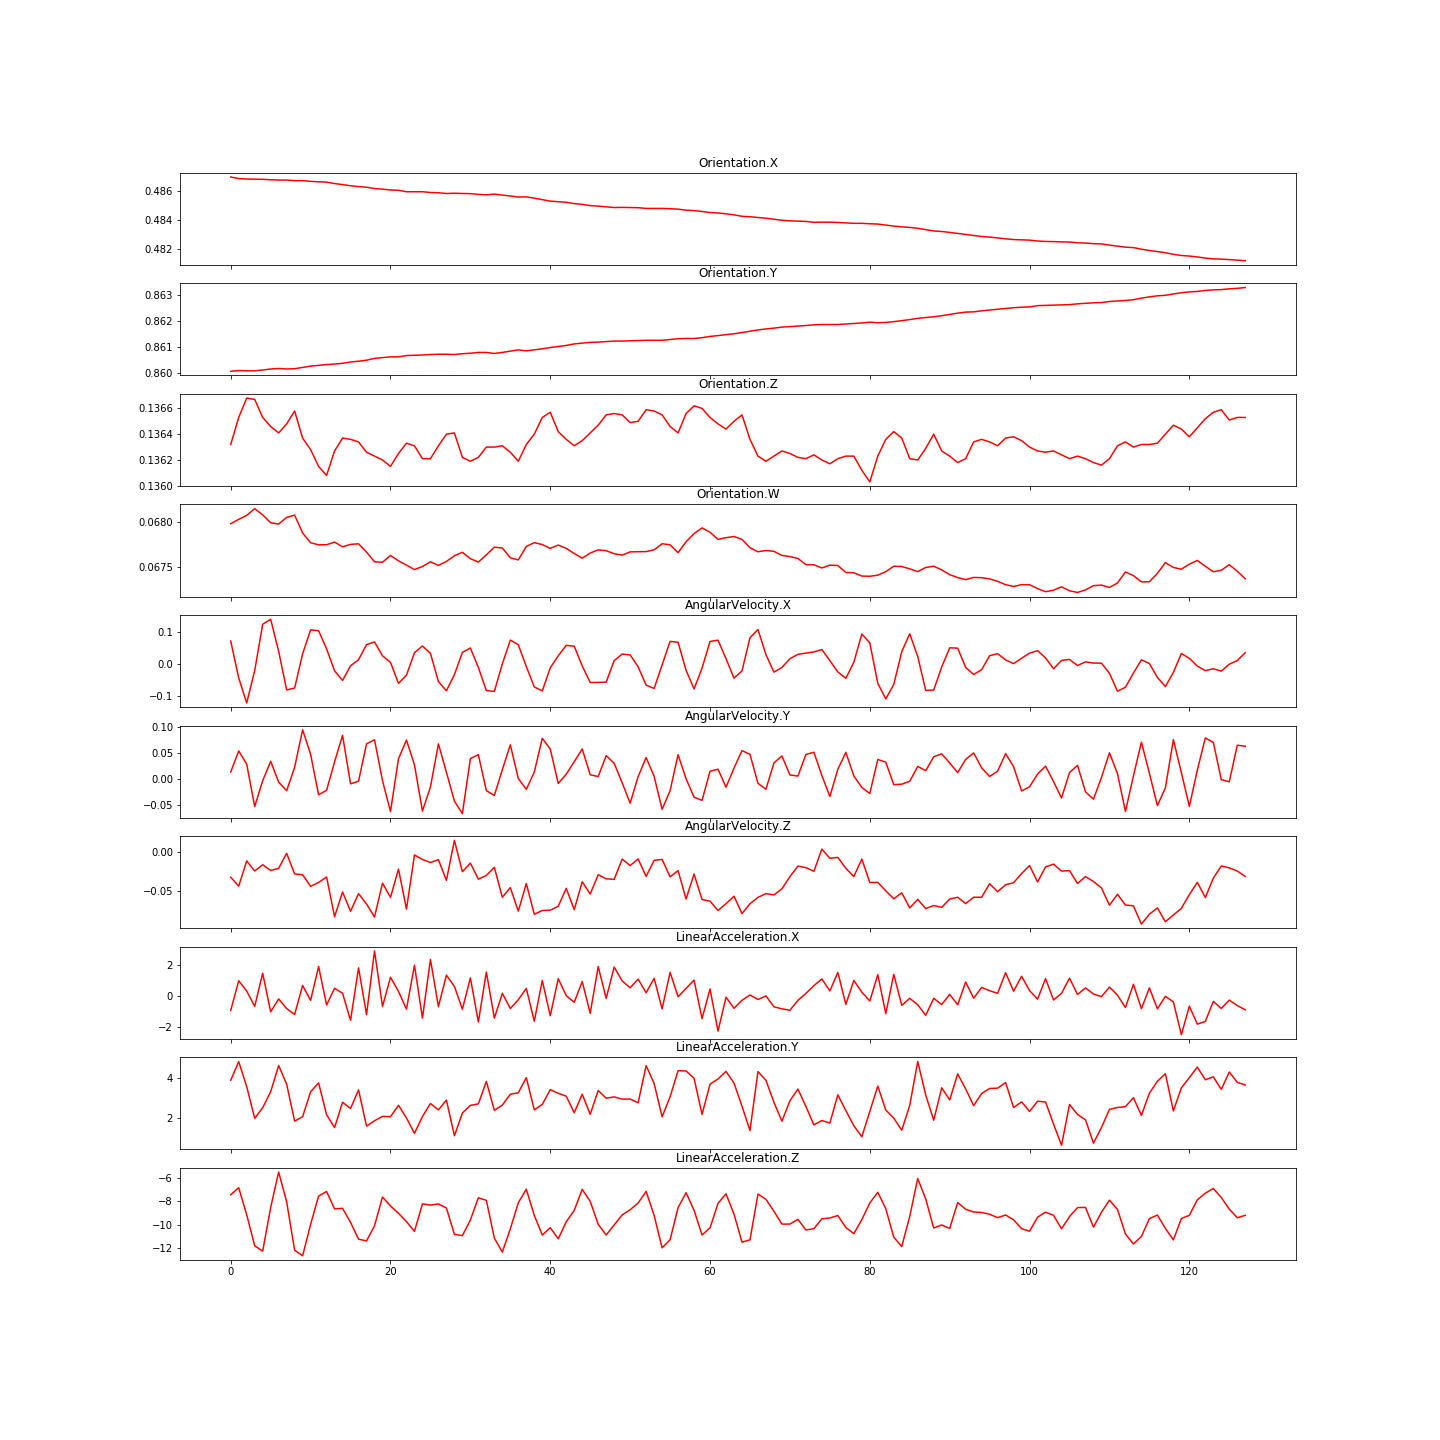 Orientation.X
0.486
0.484
0.482
Orientation.Y
0.863
0.862
0.861
0.860
Orientation.Z
0.1366
0.1364
0.1362
0.1360
Orientation.W
0.0680
0.0675
AngularVelocity.X
0.1
0.0
−0.1
AngularVelocity.Y
0.10
0.05
0.00
−0.05
AngularVelocity.Z
0.00
−0.05
LinearAcceleration.X
2
0
−2
LinearAcceleration.Y
4
2
LinearAcceleration.Z
−6
−8
−10
−12
0 20 40 60 80 100 120